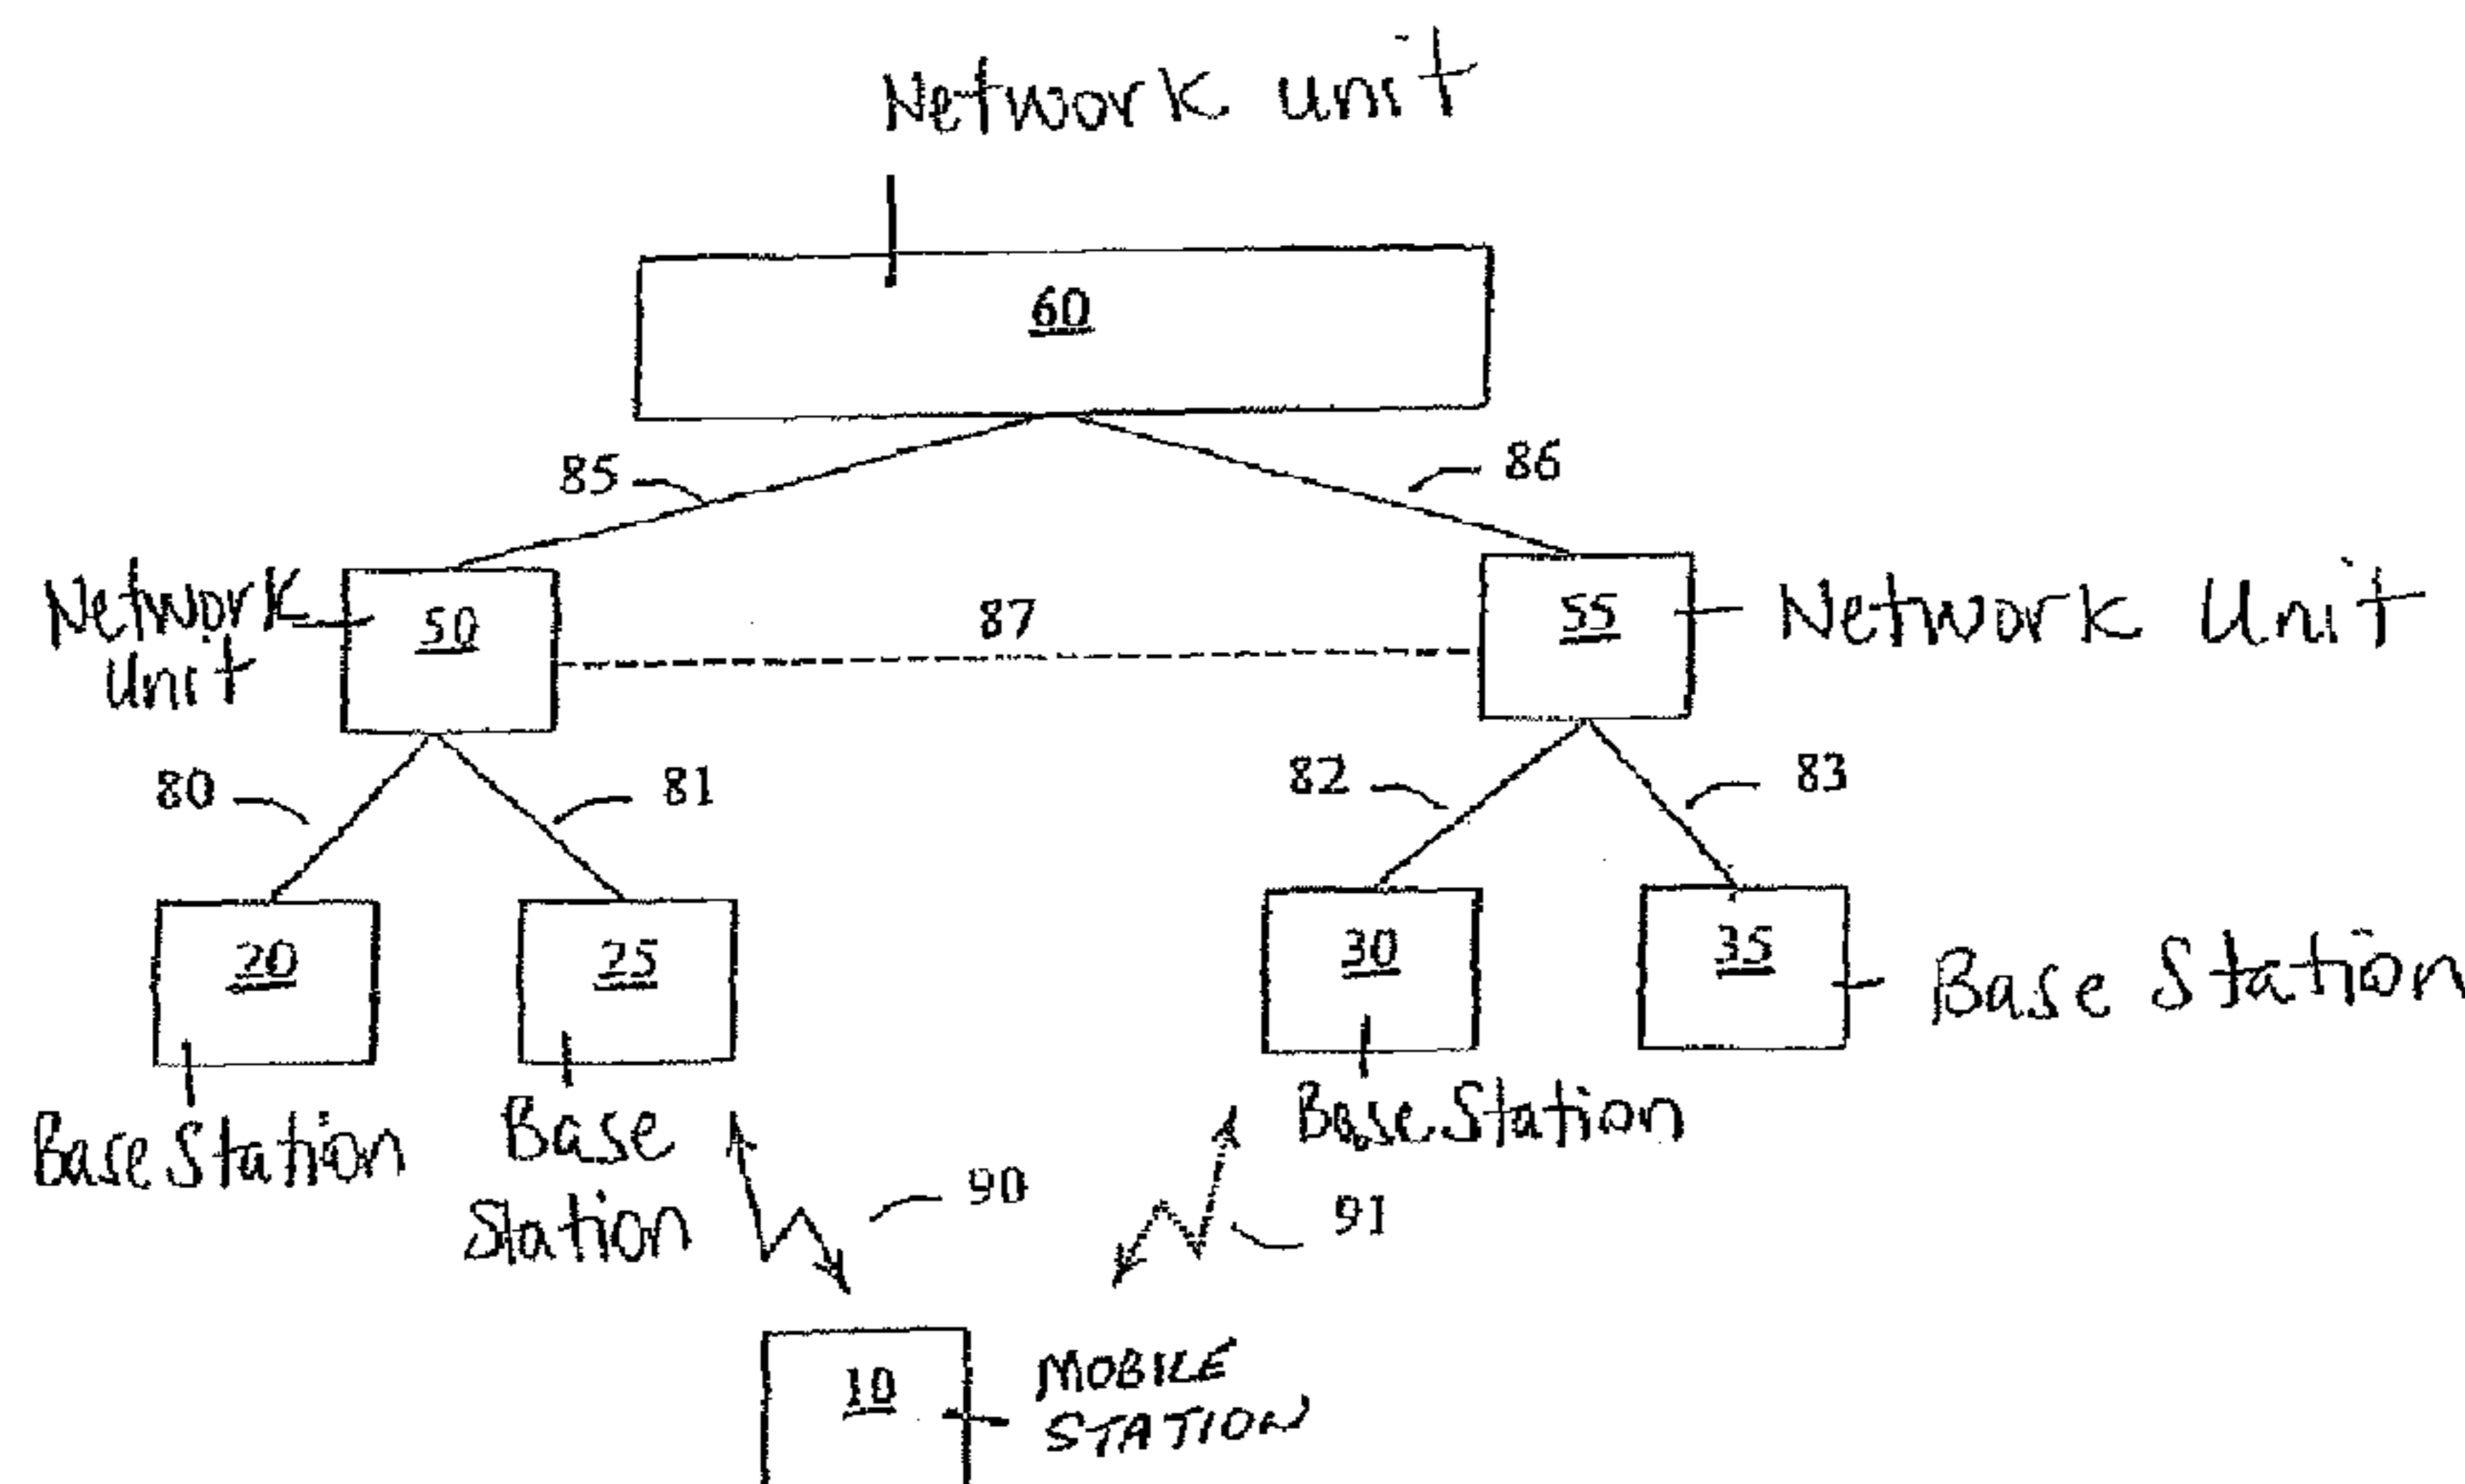 Network unit
60
85
86
Network
Unit
50
87
55
Network Unit
80
81
82
83
20
25
30
35
Base Station
Base Station
Base
Station
Base Station
90
91
10
MOBILE
STATION